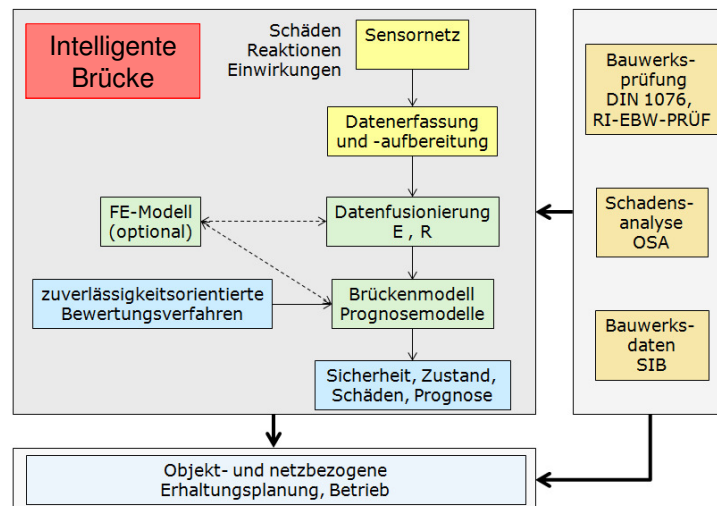 Intelligente
Brücke
Schäden
Reaktionen
Einwirkungen
Sensornetz
Datenerfassung
und -aufbereitung
FE-Modell
(optional)
Datenfusionierung
E , R
zuverlässigkeitsorientierte
Bewertungsverfahren
Brückenmodell
Prognosemodelle
Sicherheit, Zustand,
Schäden, Prognose
Bauwerks-
prüfung
DIN 1076,
RI-EBW-PRÜF
Schadens-
analyse
OSA
Bauwerks-
daten
SIB
Objekt- und netzbezogene
Erhaltungsplanung, Betrieb